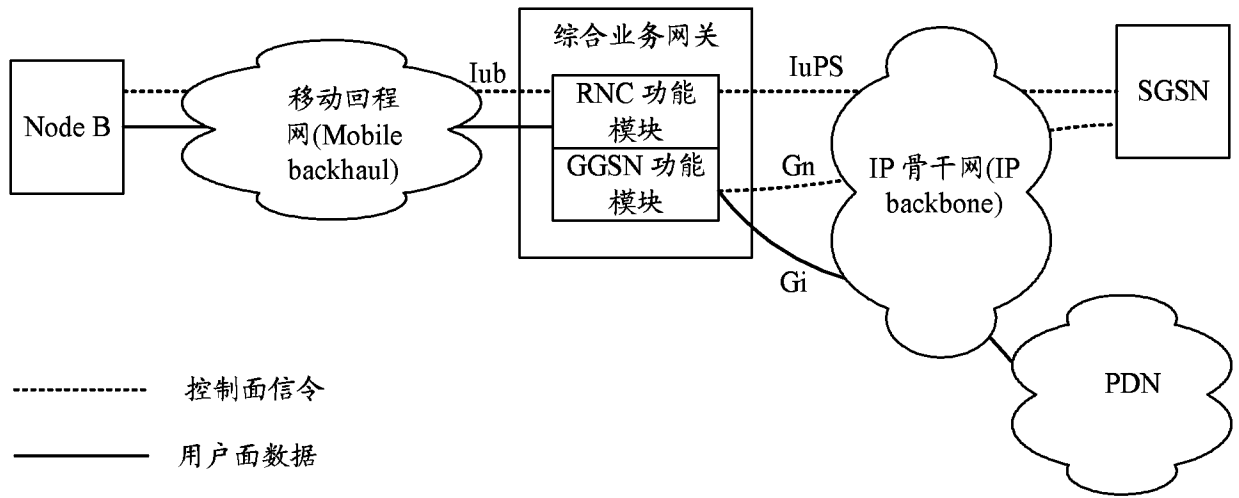 综合业务网关
Node B
移动回程
网(Mobile
backhaul)
Iub
RNC 功能
模块
GGSN 功能
模块
IuPS
Gn
Gi
IP 骨干网(IP
backbone)
SGSN
PDN
控制面信令
用户面数据